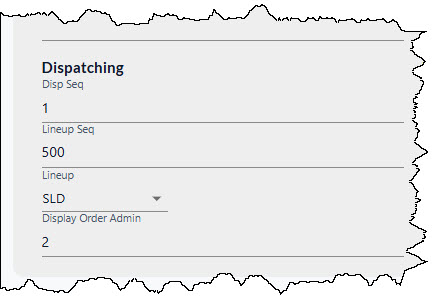 Dispatching
Disp Seq
1
Lineup Seq
500
Lineup
SLD
Display Order Admin
2